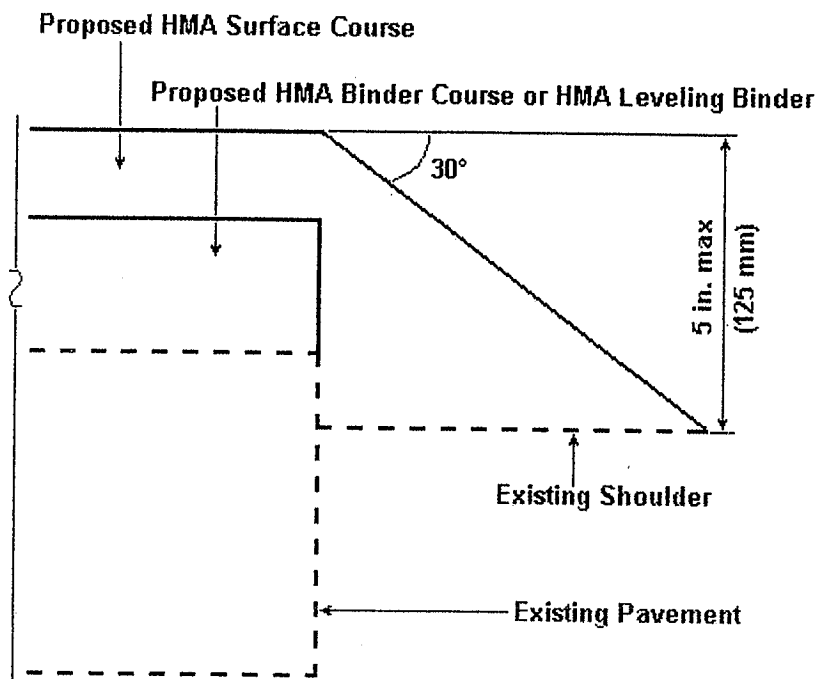 Proposed HMA Surface Course
Proposed HMA Binder Course or HMA Leveling Binder
30°
5 in. max
(125 mm)
Existing Shoulder
Existing Pavement